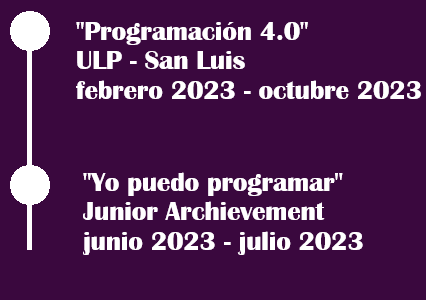 "Programación 4.0"
ULP - San Luis
febrero 2023 - octubre 2023
"Yo puedo programar"
Junior Archievement
junio 2023 - julio 2023